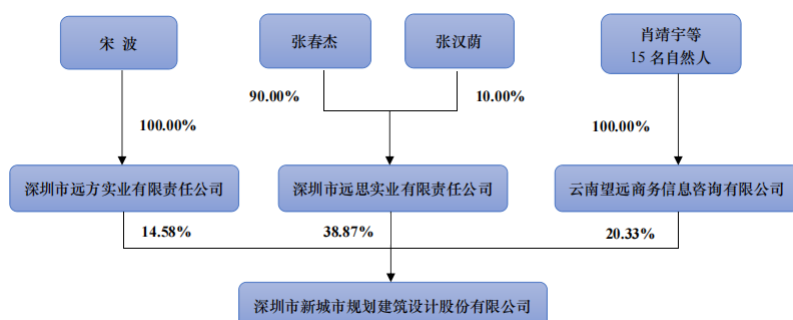 宋 波
张春杰
张汉荫
肖靖宇等
15 名自然人
90.00%
10.00%
100.00%
100.00%
深圳市远方实业有限责任公司
深圳市远思实业有限责任公司
云南望远商务信息咨询有限公司
14.58%
38.87%
20.33%
深圳市新城市规划建筑设计股份有限公司